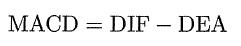 MACD = DIF − DEA